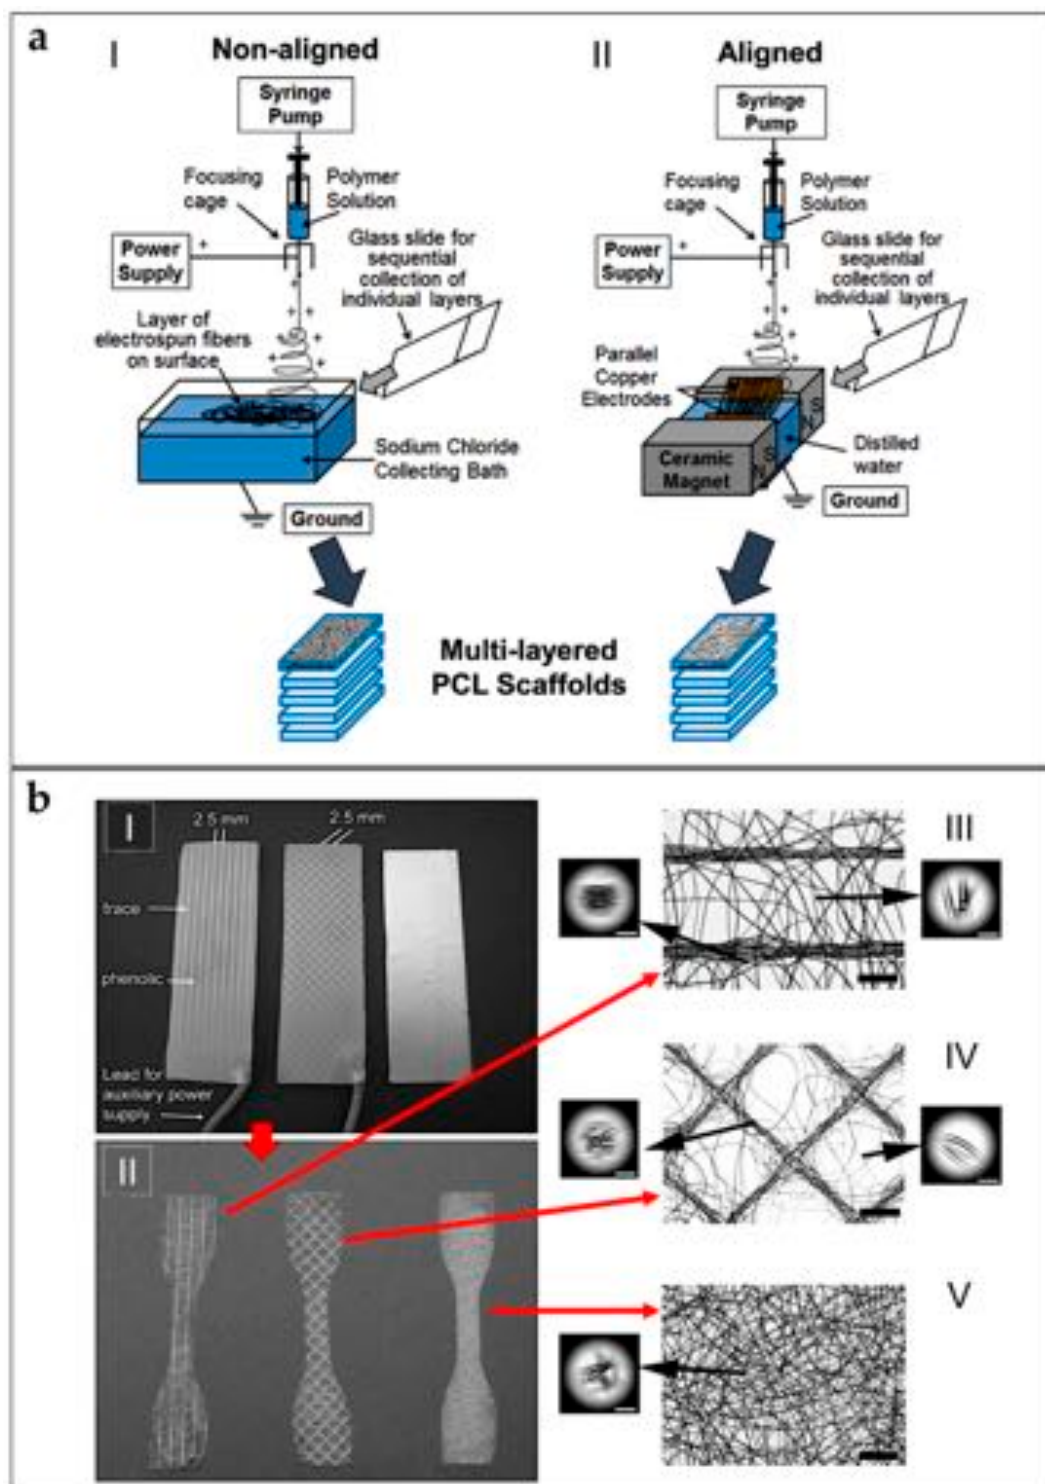 a
I
Non-aligned
Syringe
Pump
Focusing
cage
Polymer
Solution
+
Power
Supply
Glass slide for
sequential
collection of
individual layers
Layer of
electrospun fibers
on surface
Sodium Chloride
Collecting Bath
Ground
II
Aligned
Syringe
Pump
Focusing
cage
Polymer
Solution
+
Power
Supply
Glass slide for
sequential
collection of
individual layers
Parallel
Copper
Electrodes
S
N
S
N
Ceramic
Magnet
Distilled
water
Ground
Multi-layered
PCL Scaffolds
b
I
2.5 mm
2.5 mm
trace
phenolic
Lead for
auxiliary power
supply
II
III
IV
V